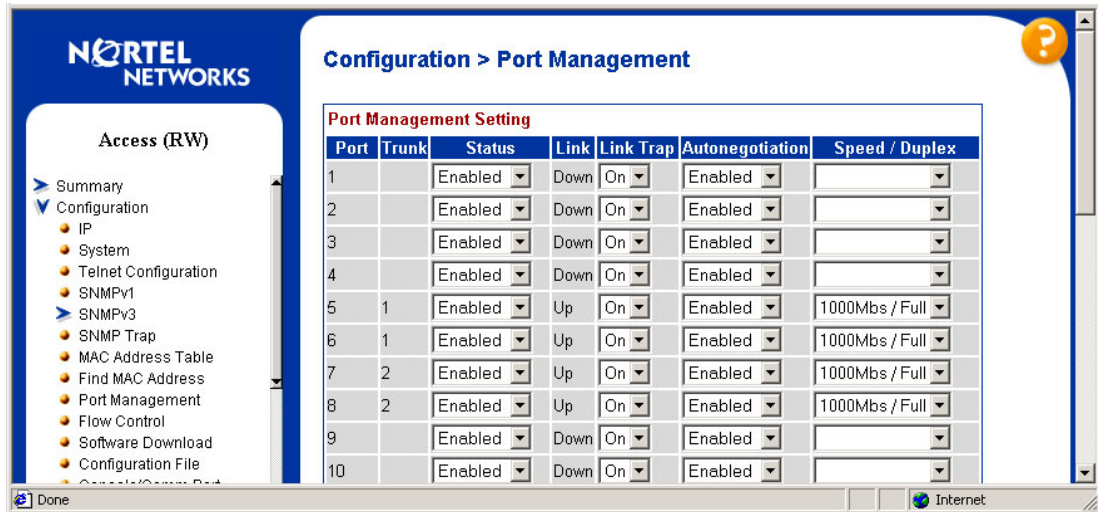 NORTEL
NETWORKS
Access (RW)
Summary
Configuration
IP
System
Telnet Configuration
SNMPv1
SNMPv3
SNMP Trap
MAC Address Table
Find MAC Address
Port Management
Flow Control
Software Download
Configuration File
?
Configuration > Port Management
Port Management Setting
Port Trunk Status Link Link Trap Autonegotiation Speed / Duplex
1 Enabled Down On Enabled
2 Enabled Down On Enabled
3 Enabled Down On Enabled
4 Enabled Down On Enabled
5 1 Enabled Up On Enabled 1000Mbs / Full
6 1 Enabled Up On Enabled 1000Mbs / Full
7 2 Enabled Up On Enabled 1000Mbs / Full
8 2 Enabled Up On Enabled 1000Mbs / Full
9 Enabled Down On Enabled
10 Enabled Down On Enabled
Done
Internet